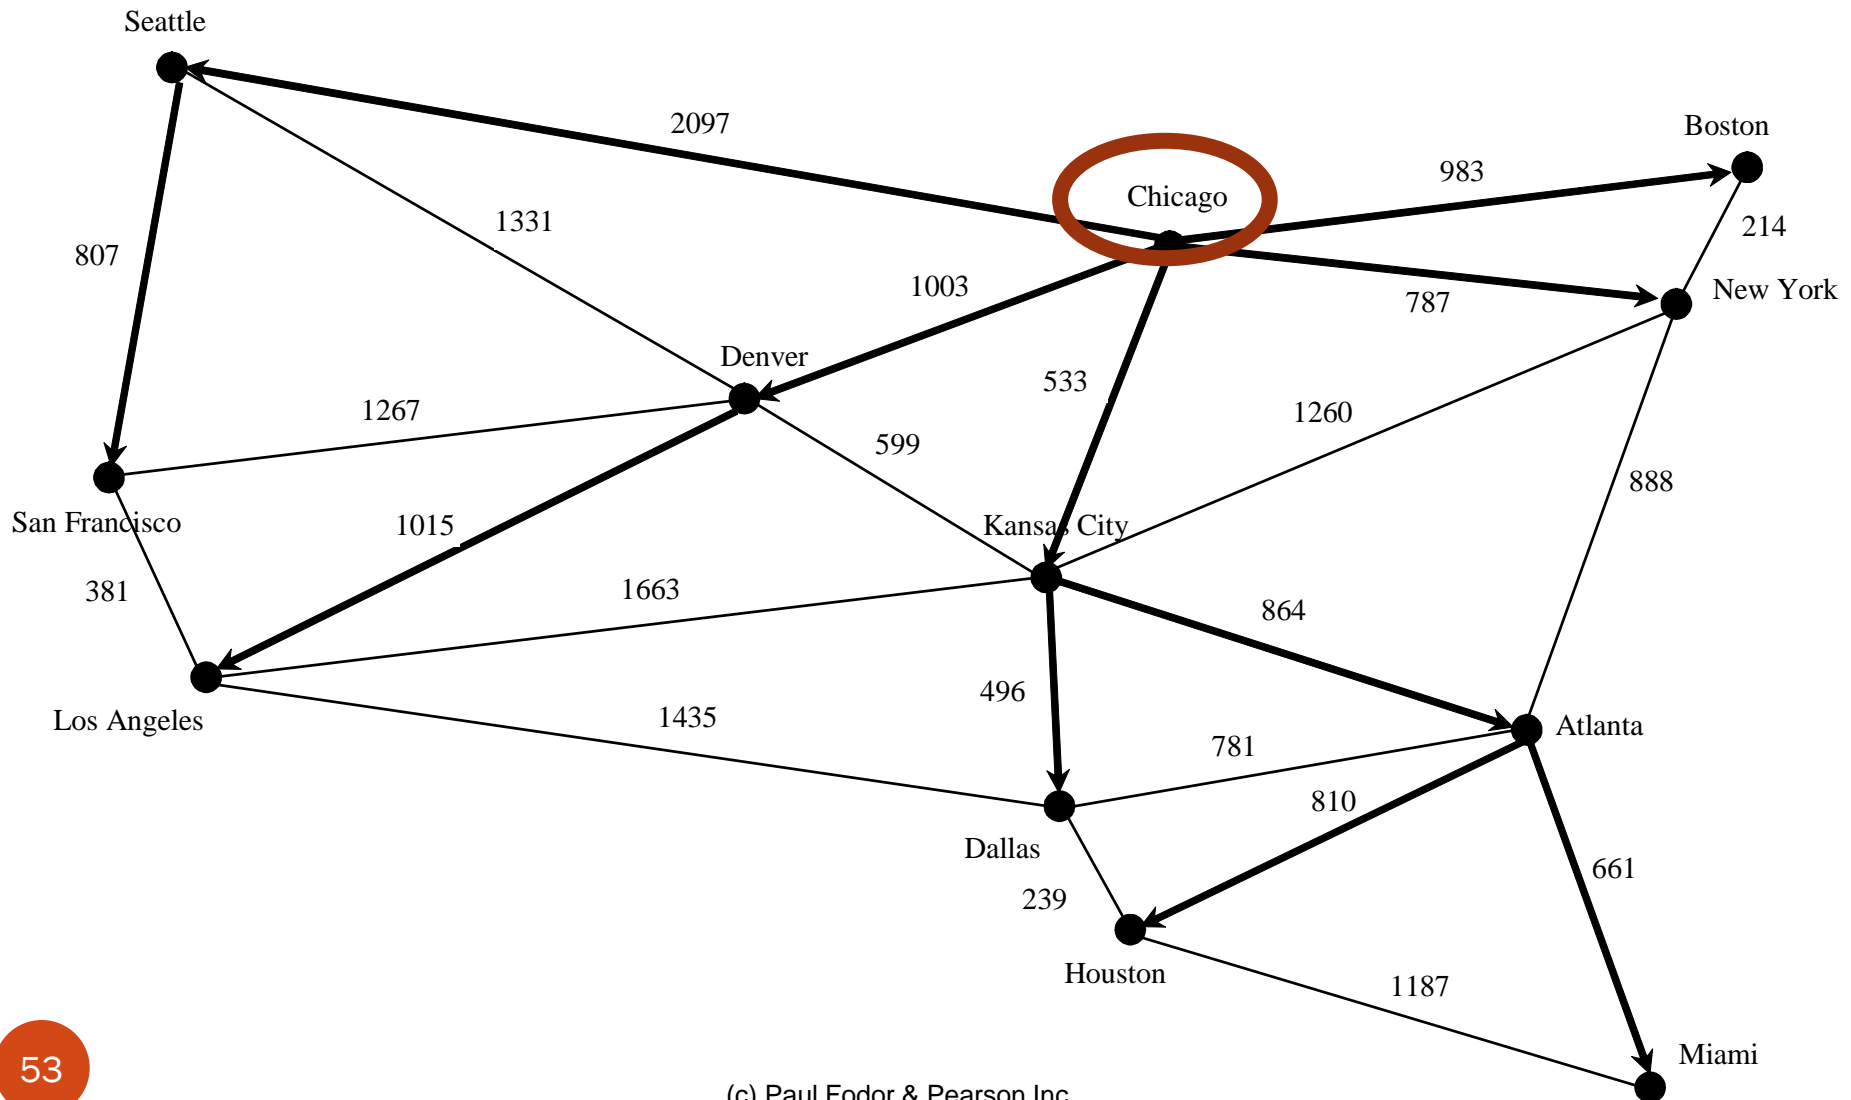 Seattle
2097
Boston
983
Chicago
1331
214
807
1003
New York
787
Denver
533
1267
1260
599
888
San Francisco
1015
Kansas City
381
1663
864
496
Los Angeles
1435
Atlanta
781
810
Dallas
661
239
Houston
1187
Miami
53
(c) Paul Fodor & Pearson Inc.